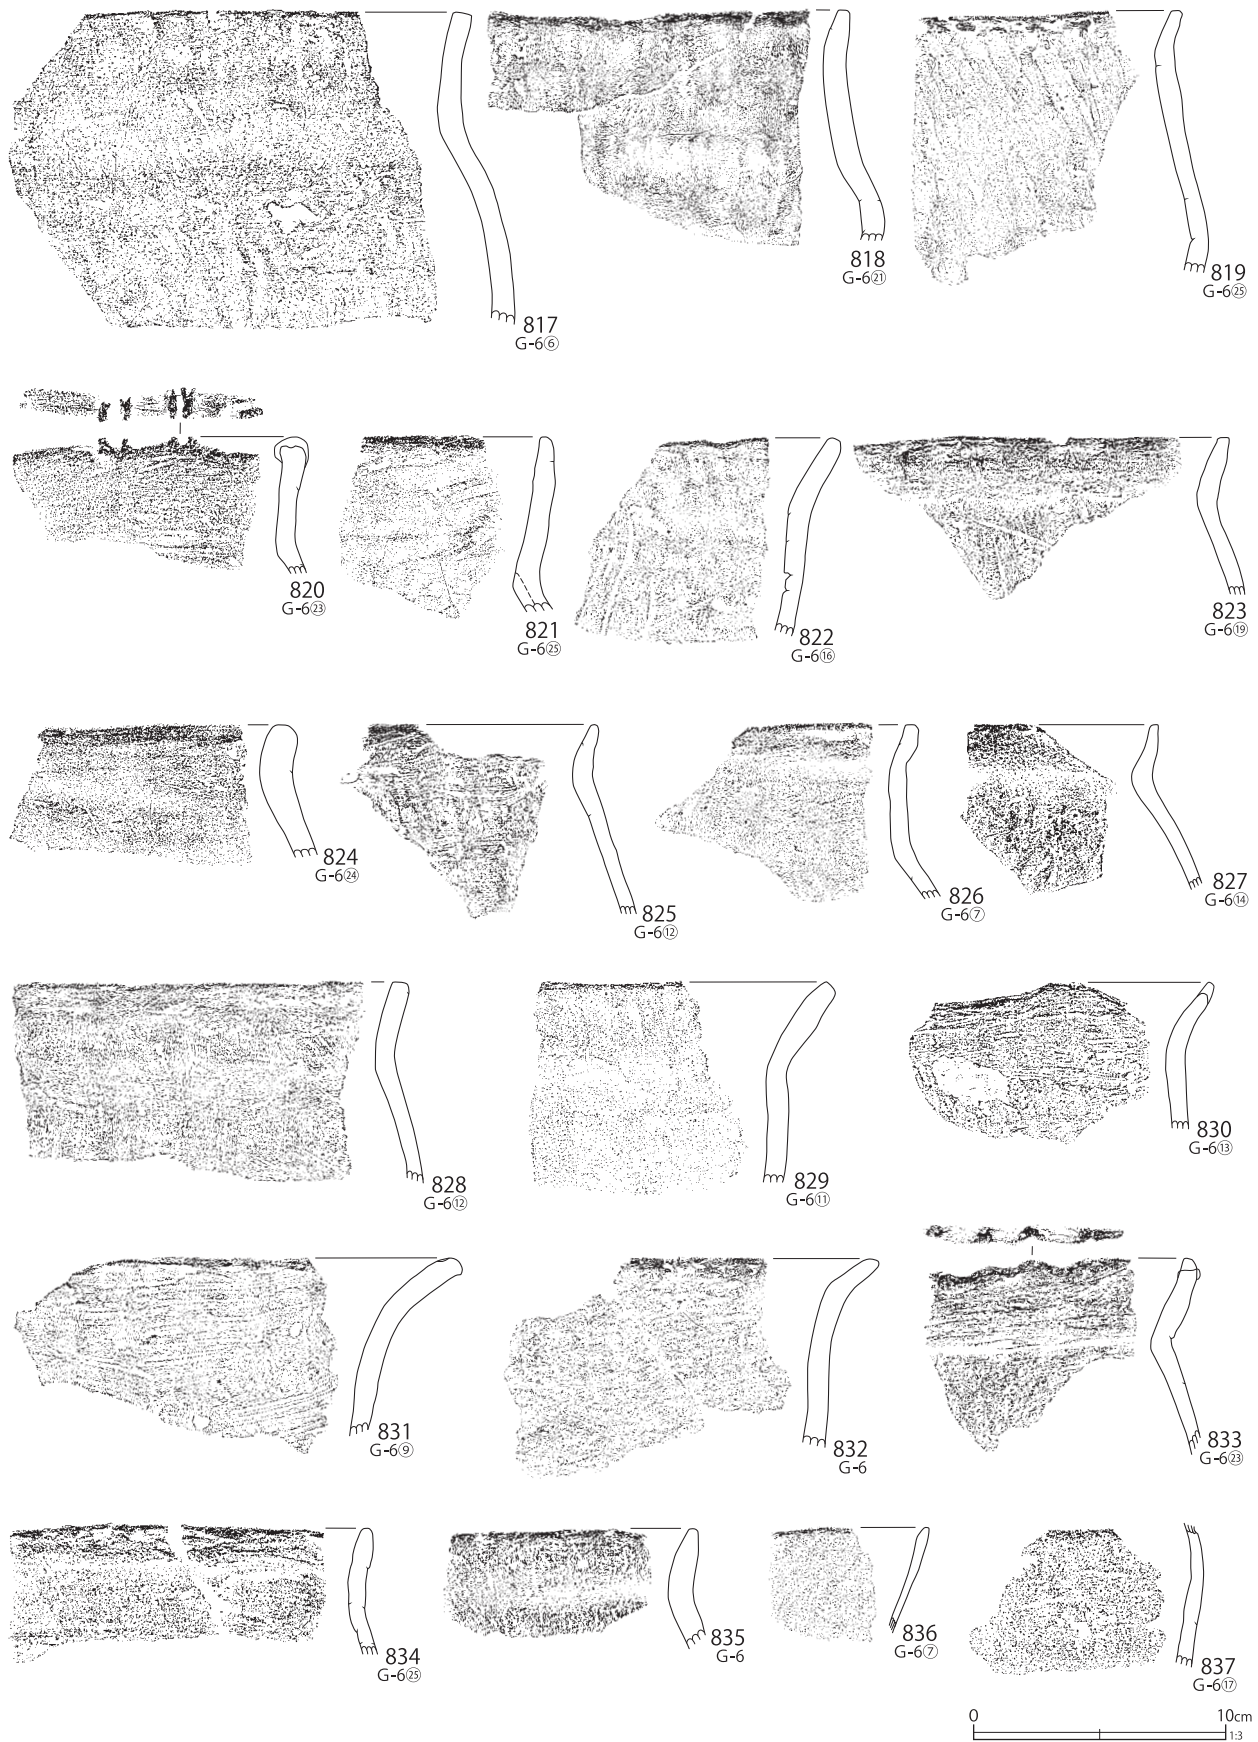 817
G-6⑥
818
G-6㉑
819
G-6㉕
820
G-6㉓
821
G-6㉕
822
G-6⑯
823
G-6⑲
824
G-6㉔
825
G-6⑫
826
G-6⑦
827
G-6⑭
828
G-6⑫
829
G-6⑪
830
G-6⑬
831
G-6⑨
832
G-6
833
G-6㉓
834
G-6㉕
835
G-6
836
G-6⑦
837
G-6⑰
0 10cm
1:3